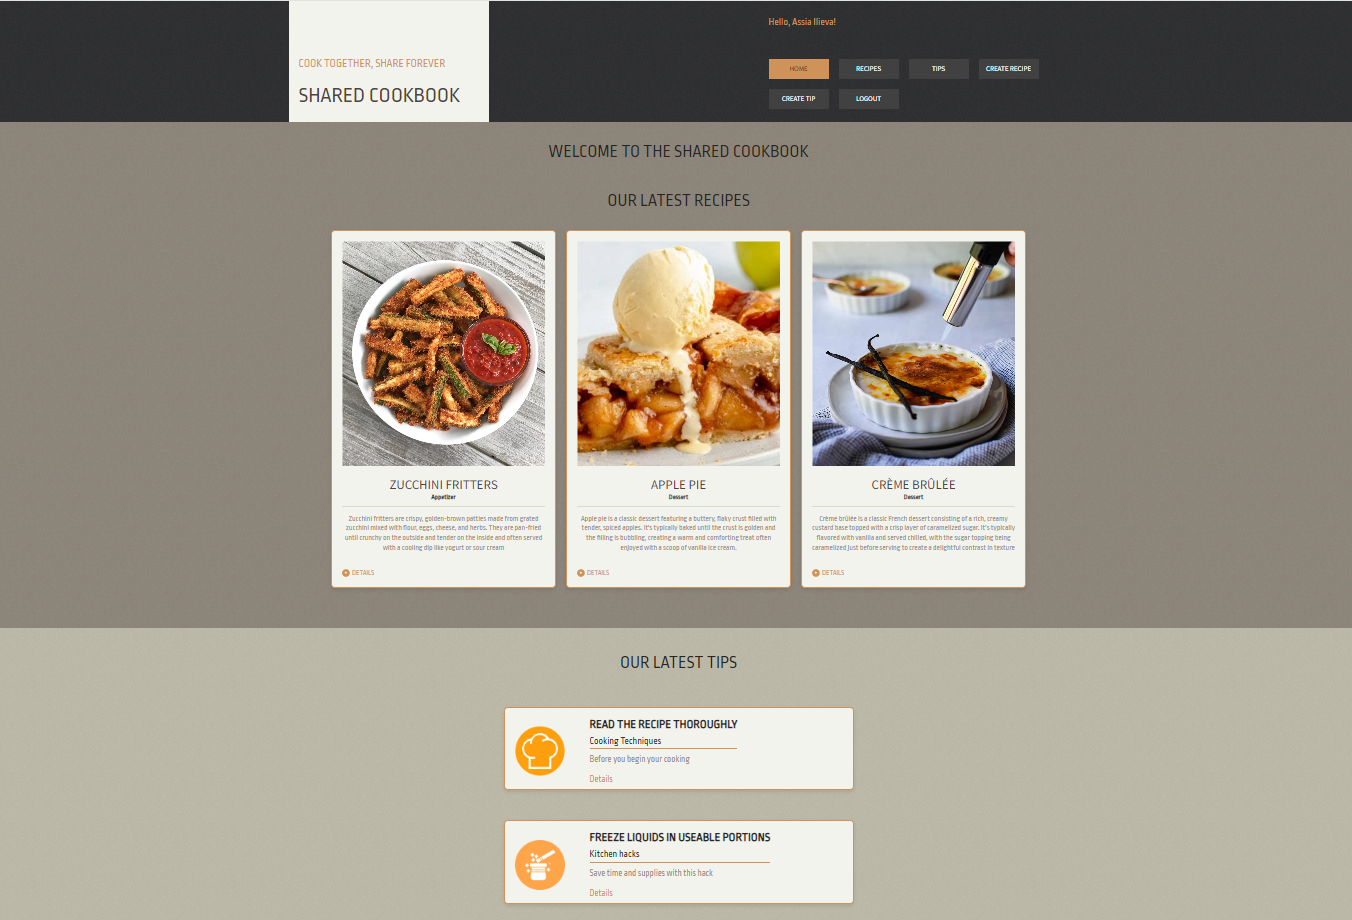 Hello, Assia Ilieva!
COOK TOGETHER, SHARE FOREVER
SHARED COOKBOOK
HOME RECIPES TIPS CREATE RECIPE
CREATE TIP LOGOUT
WELCOME TO THE SHARED COOKBOOK
OUR LATEST RECIPES
ZUCCHINI FRITTERS
Appetizer
Zucchini fritters are crispy, golden-brown patties made from grated
zucchini mixed with flour, eggs, cheese, and herbs. They are pan-fried
until crunchy on the outside and tender on the inside and often served
with a cooling dip like yogurt or sour cream
DETAILS
APPLE PIE
Dessert
Apple pie is a classic dessert featuring a buttery, flaky crust filled with
tender, spiced apples. It's typically baked until the crust is golden and
the filling is bubbling, creating a warm and comforting treat often
enjoyed with a scoop of vanilla ice cream.
DETAILS
CRÈME BRÛLÉE
Dessert
Crème brûlée is a classic French dessert consisting of a rich, creamy
custard base topped with a crisp layer of caramelized sugar. It's typically
flavored with vanilla and served chilled, with the sugar topping being
caramelized just before serving to create a delightful contrast in texture
DETAILS
OUR LATEST TIPS
READ THE RECIPE THOROUGHLY
Cooking Techniques
Before you begin your cooking
Details
FREEZE LIQUIDS IN USEABLE PORTIONS
Kitchen hacks
Save time and supplies with this hack
Details